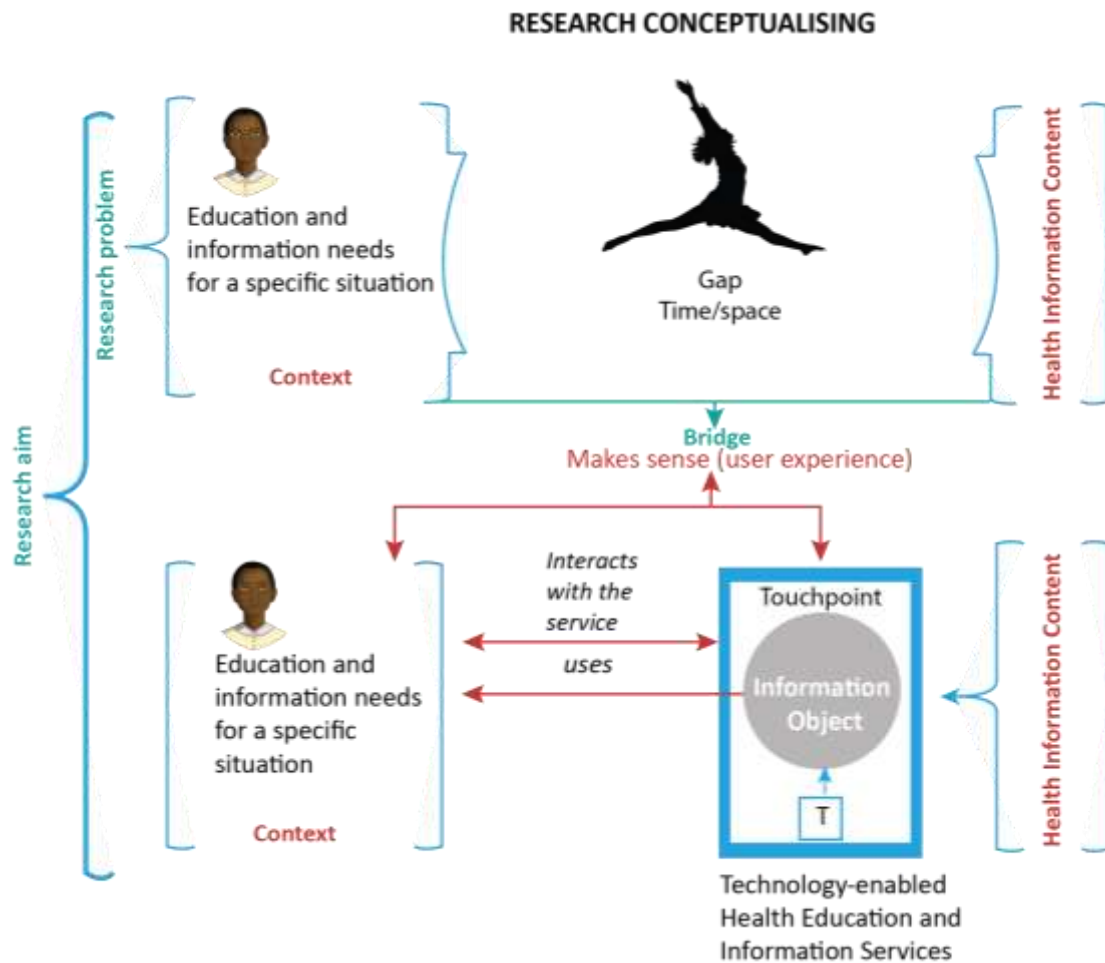 RESEARCH CONCEPTUALISING
Research aim
Research problem
Education and
information needs
for a specific situation
Context
Gap
Time/space
Health Information Content
Bridge
Makes sense (user experience)
Education and
information needs
for a specific
situation
Context
Interacts
with the
service
uses
Touchpoint
Information
Object
T
Technology-enabled
Health Education and
Information Services
Health Information Content